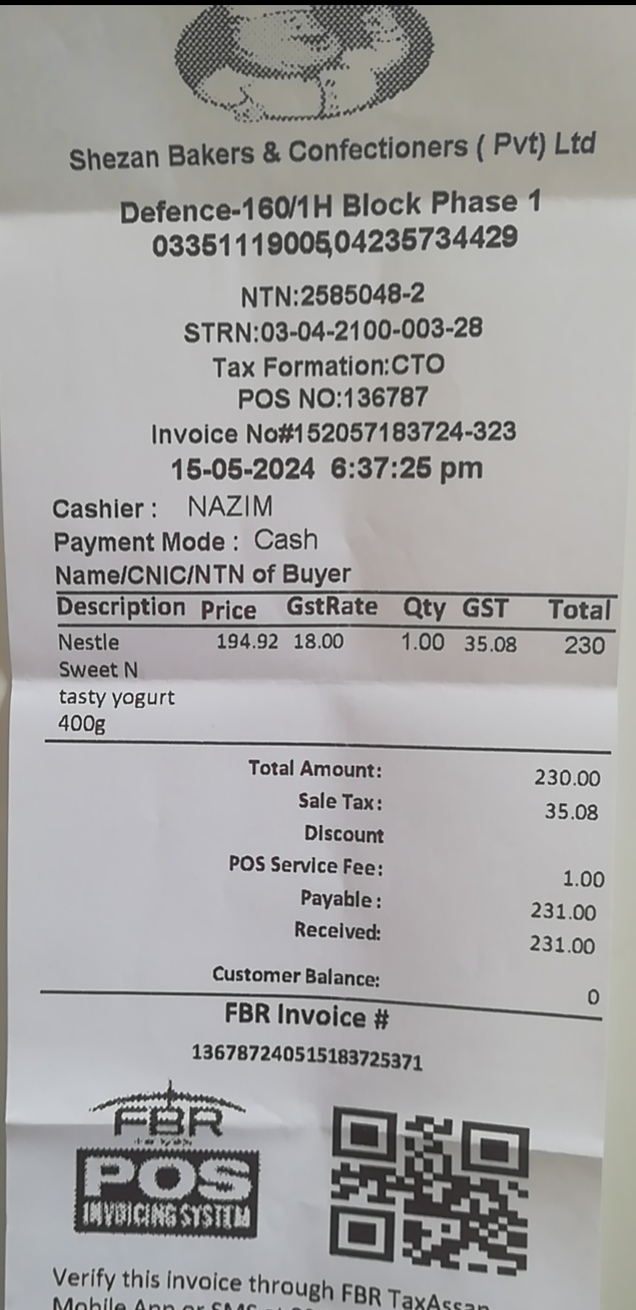 Shezan Bakers & Confectioners ( Pvt) Ltd
Defence-160/1H Block Phase 1
03351119005,04235734429
NTN:2585048-2
STRN:03-04-2100-003-28
Tax Formation:CTO
POS NO:136787
Invoice No#152057183724-323
15-05-2024 6:37:25 pm
Cashier : NAZIM
Payment Mode : Cash
Name/CNIC/NTN of Buyer
Description Price GstRate Qty GST Total
Nestle 194.92 18.00 1.00 35.08 230
Sweet N
tasty yogurt
400g
Total Amount: 230.00
Sale Tax: 35.08
Discount
POS Service Fee: 1.00
Payable: 231.00
Received: 231.00
Customer Balance: 0
FBR Invoice #
136787240515183725371
FBR
POS
INVOICING SYSTEM
Verify this invoice through FBR TaxAssan
Mobile App or SMS at